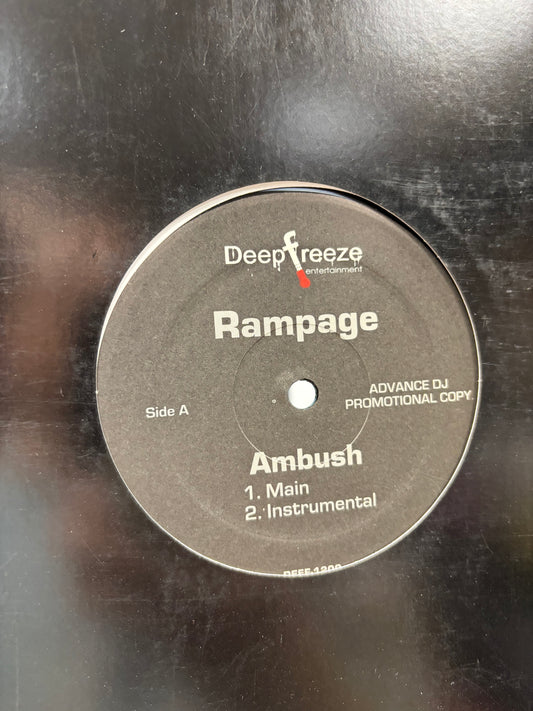 Deepfreeze
entertainment
Rampage
Side A
ADVANCE DJ
PROMOTIONAL COPY
Ambush
1. Main
2. Instrumental